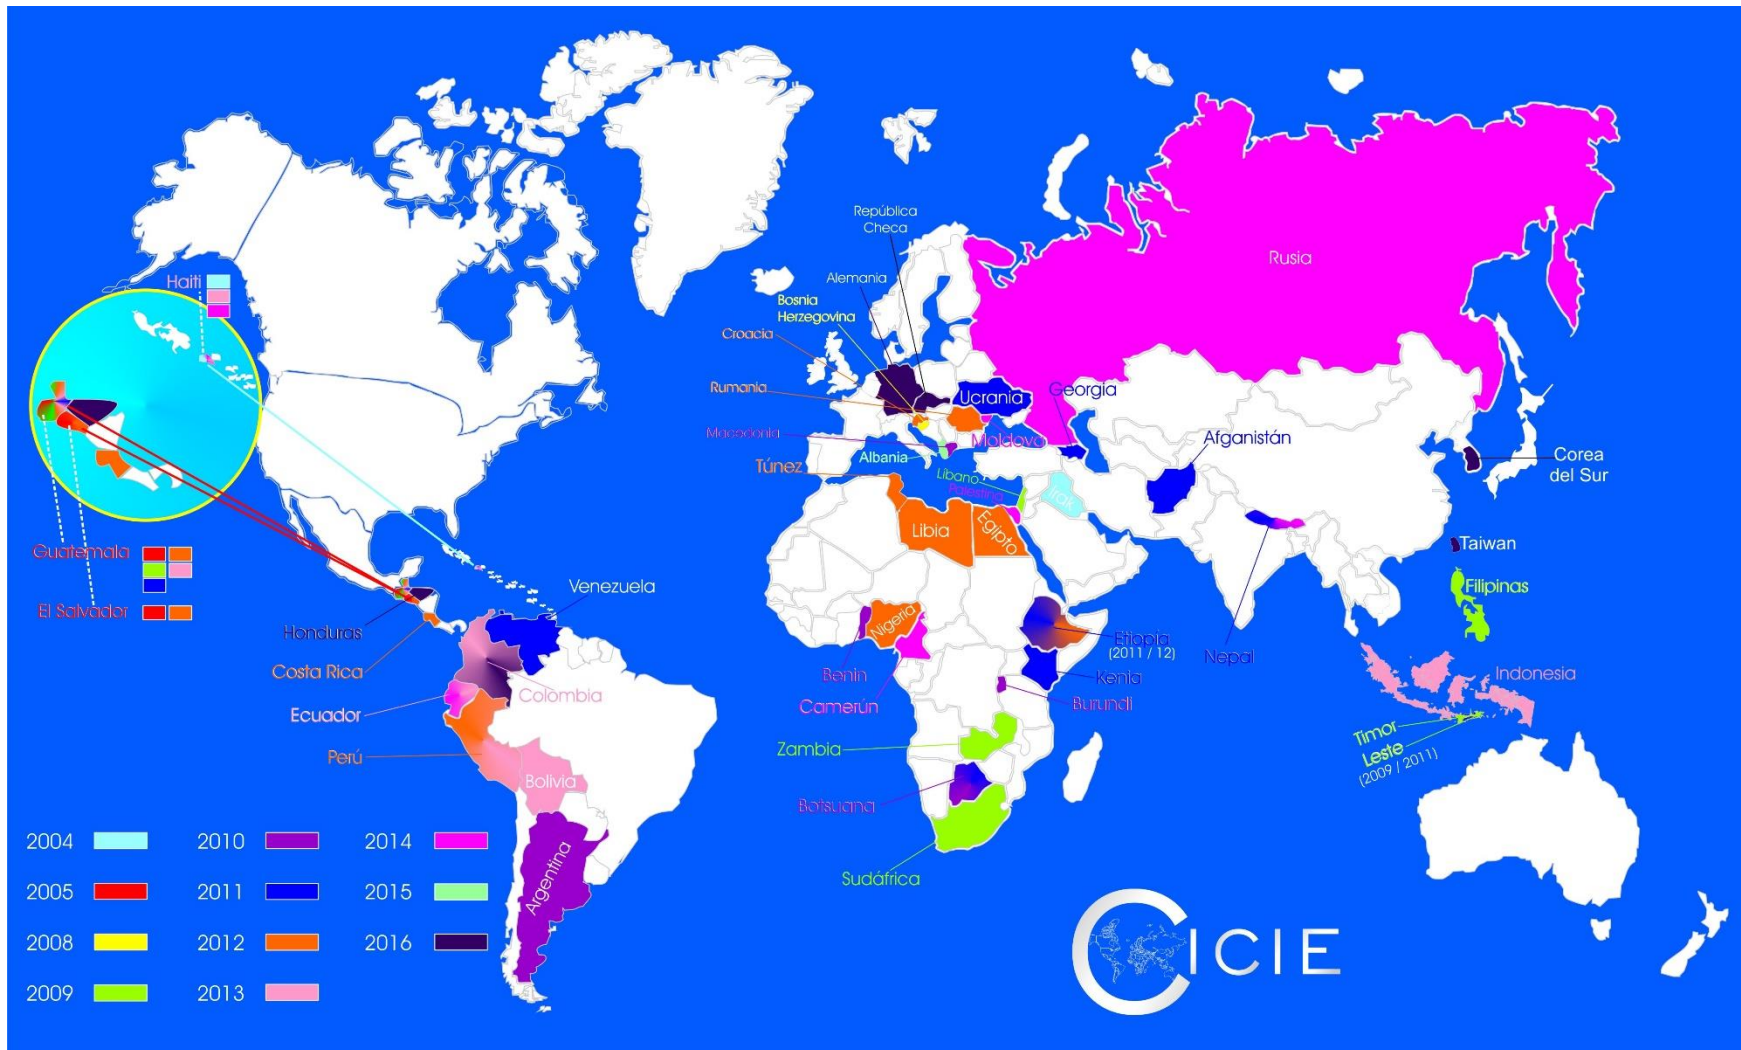 República
Checa
Alemania
Bosnia
Herzegovina
Croacia
Rumania
Macedonia
Albania
Túnez
Líbano
Palestina
Irak
Ucrania
Moldova
Georgia
Rusia
Afganistán
Corea
del Sur
Taiwan
Filipinas
Nepal
Indonesia
Timor
Leste
(2009 / 2011)
Haiti
Guatemala
El Salvador
Honduras
Costa Rica
Venezuela
Colombia
Ecuador
Perú
Bolivia
Argentina
Libia
Egipto
Nigeria
Benin
Camerún
Etiopia
(2011 / 12)
Kenia
Burundi
Zambia
Botsuana
Sudáfrica
2004
2005
2008
2009
2010
2011
2012
2013
2014
2015
2016
CICIE